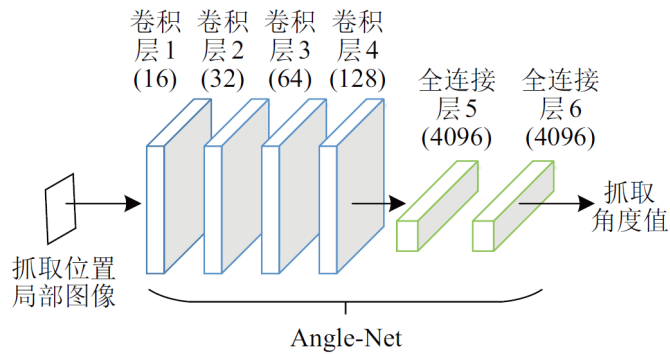 卷积 卷积 卷积 卷积
层1 层2 层3 层4
(16) (32) (64) (128)
全连接 全连接
层5 层6
(4096) (4096)
抓取
角度值
抓取位置
局部图像
Angle-Net